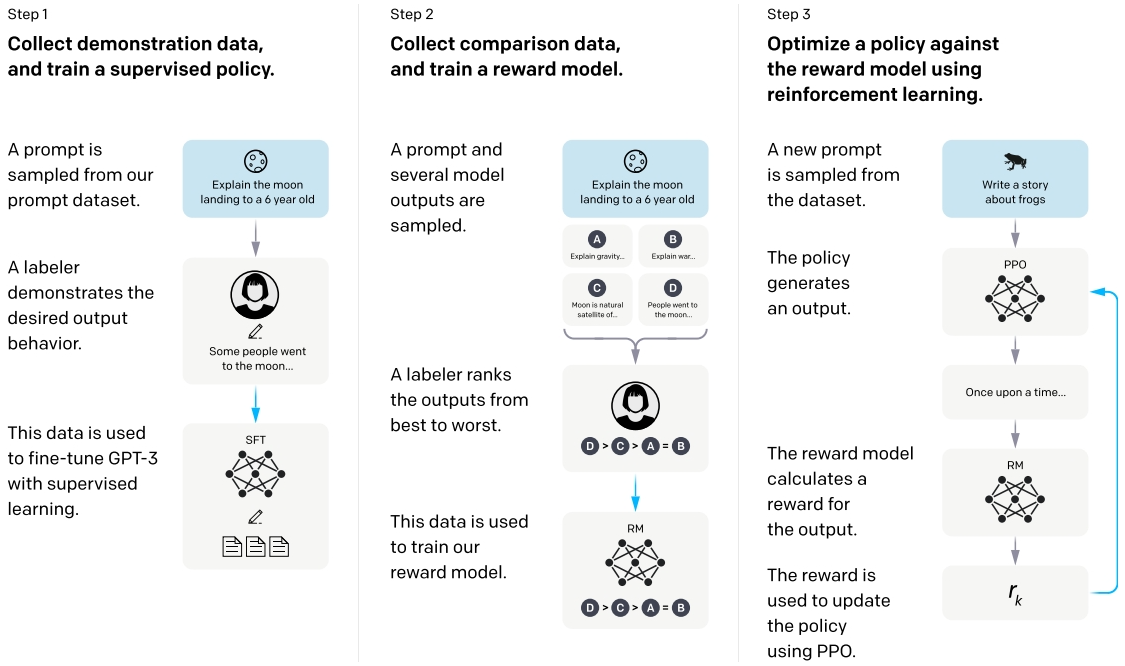 Step 1
Collect demonstration data,
and train a supervised policy.
A prompt is
sampled from our
prompt dataset.
Explain the moon
landing to a 6 year old
A labeler
demonstrates the
desired output
behavior.
Some people went
to the moon...
This data is used
to fine-tune GPT-3
with supervised
learning.
SFT
Step 2
Collect comparison data,
and train a reward model.
A prompt and
several model
outputs are
sampled.
Explain the moon
landing to a 6 year old
A
Explain gravity...
B
Explain war...
C
Moon is natural
satellite of...
D
People went to
the moon...
A labeler ranks
the outputs from
best to worst.
D > C > A = B
This data is used
to train our
reward model.
RM
D > C > A = B
Step 3
Optimize a policy against
the reward model using
reinforcement learning.
A new prompt
is sampled from
the dataset.
Write a story
about frogs
The policy
generates
an output.
PPO
Once upon a time...
The reward model
calculates a
reward for
the output.
RM
The reward is
used to update
the policy
using PPO.
rₖ